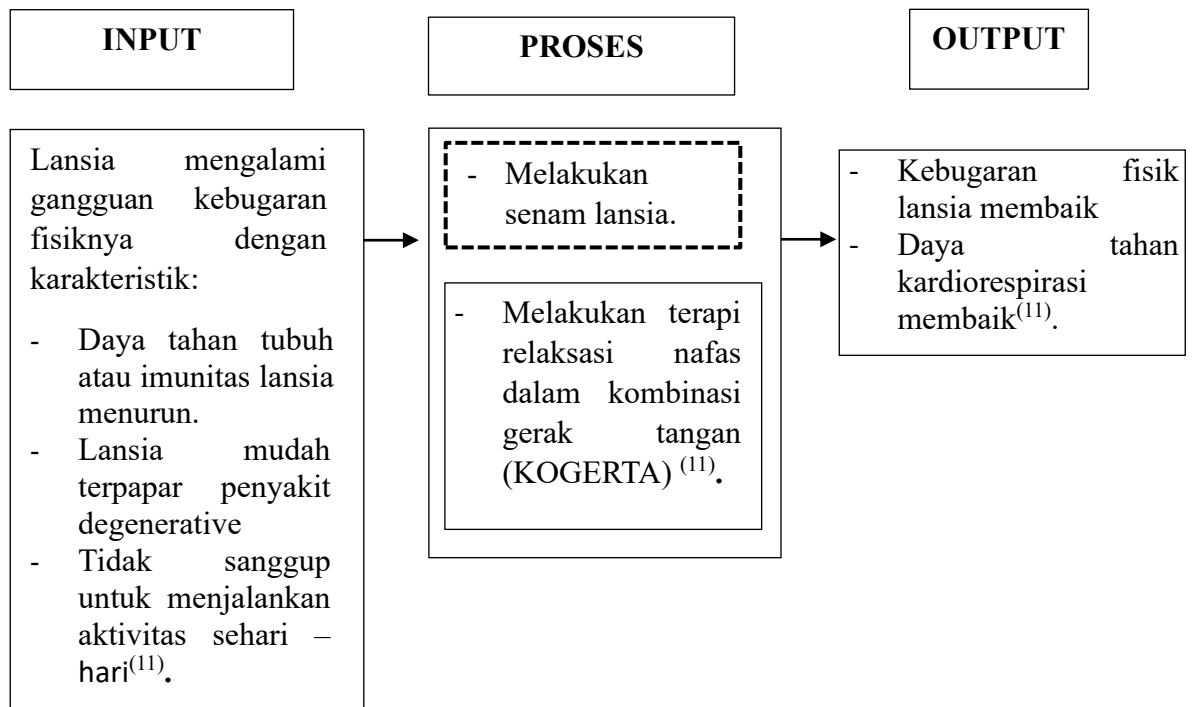 INPUT
PROSES
OUTPUT
Lansia mengalami
gangguan kebugaran
fisiknya dengan
karakteristik:
- Daya tahan tubuh
atau imunitas lansia
menurun.
- Lansia mudah
terpapar penyakit
degenerative
- Tidak sanggup
untuk menjalankan
aktivitas sehari –
hari(11).
- Melakukan
senam lansia.
- Melakukan terapi
relaksasi nafas
dalam kombinasi
gerak tangan
(KOGERTA) (11).
- Kebugaran fisik
lansia membaik
- Daya tahan
kardiorespirasi
membaik(11).